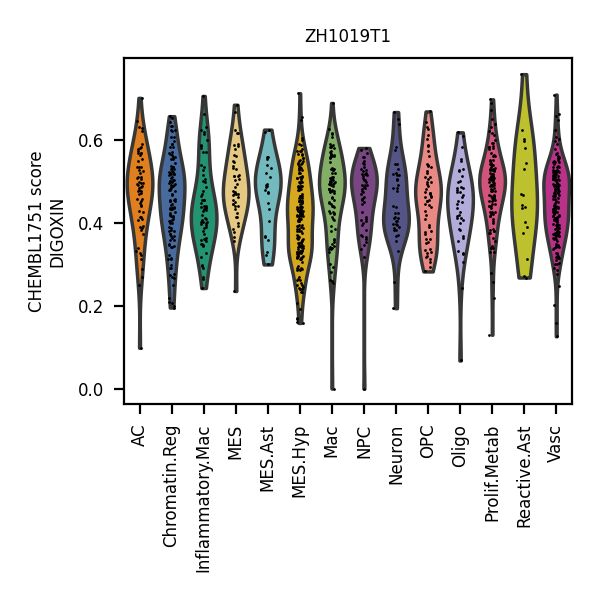 ZH1019T1
CHEMBL1751 score
DIGOXIN
0.6
0.4
0.2
0.0
AC
Chromatin.Reg
Inflammatory.Mac
MES
MES.Ast
MES.Hyp
Mac
NPC
Neuron
OPC
Oligo
Prolif.Metab
Reactive.Ast
Vasc